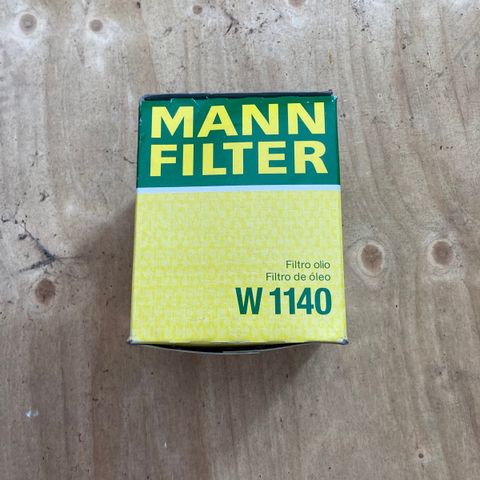 MANN
FILTER
Filtro olio
Filtro de óleo
W 1140